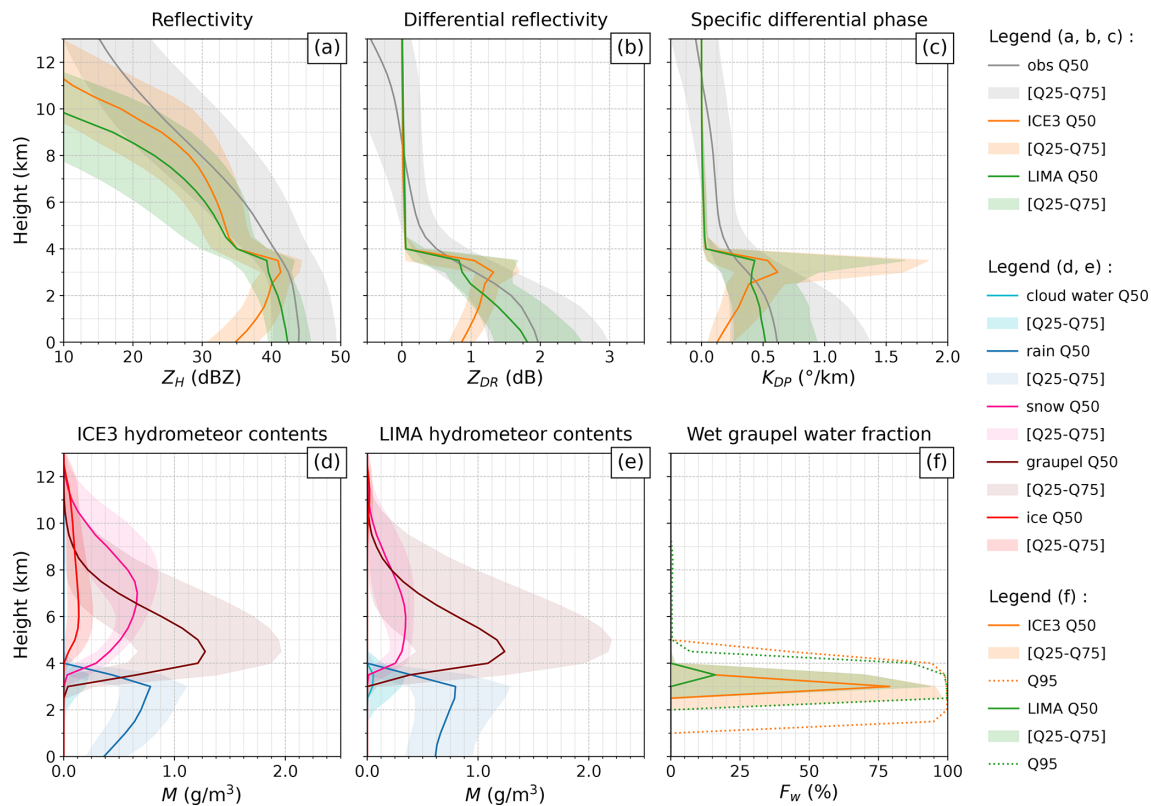 Reflectivity
Differential reflectivity
Specific differential phase
(a)
(b)
(c)
Height (km)
12
10
8
6
4
2
0
10 20 30 40 50
0 1 2 3
0.0 0.5 1.0 1.5 2.0
Z_H (dBZ)
Z_DR (dB)
K_DP (°/km)
Legend (a, b, c) :
obs Q50
[Q25-Q75]
ICE3 Q50
[Q25-Q75]
LIMA Q50
[Q25-Q75]
Legend (d, e) :
cloud water Q50
[Q25-Q75]
rain Q50
[Q25-Q75]
snow Q50
[Q25-Q75]
graupel Q50
[Q25-Q75]
ice Q50
[Q25-Q75]
ICE3 hydrometeor contents
LIMA hydrometeor contents
Wet graupel water fraction
(d)
(e)
(f)
Height (km)
12
10
8
6
4
2
0
0.0 1.0 2.0
0.0 1.0 2.0
0 25 50 75 100
M (g/m³)
M (g/m³)
F_w (%)
Legend (f) :
ICE3 Q50
[Q25-Q75]
Q95
LIMA Q50
[Q25-Q75]
Q95